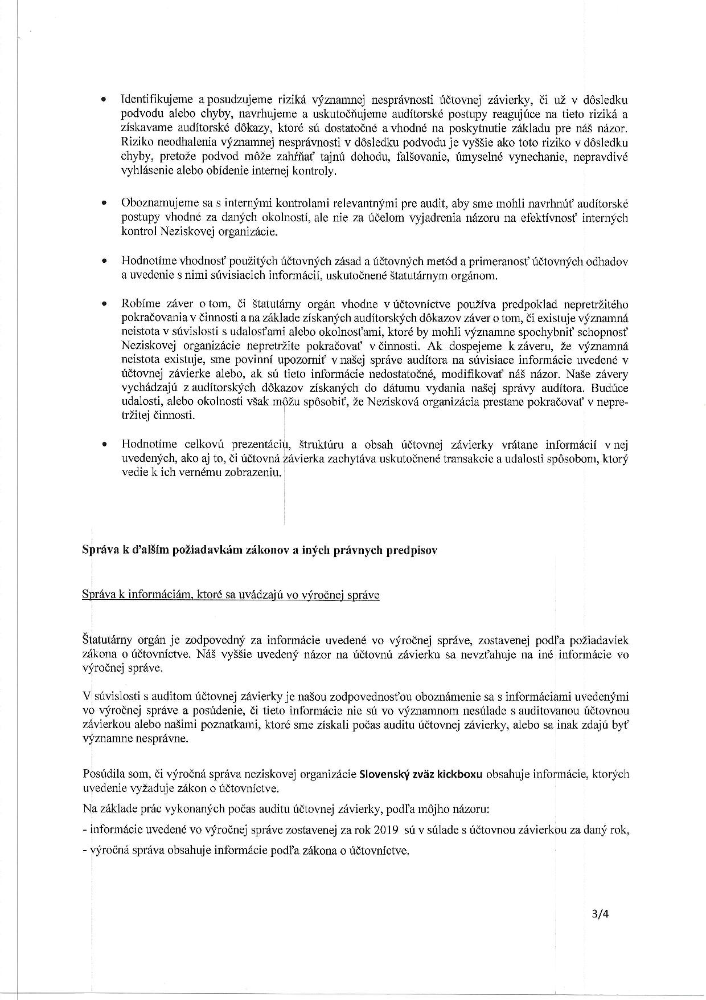 • Identifikujeme a posudzujeme riziká významnej nesprávnosti účtovnej závierky, či už v dôsledku
podvodu alebo chyby, navrhujeme a uskutočňujeme audítorské postupy reagujúce na tieto riziká a
získavame audítorské dôkazy, ktoré sú dostatočné a vhodné na poskytnutie základu pre náš názor.
Riziko neodhalenia významnej nesprávnosti v dôsledku podvodu je vyššie ako toto riziko v dôsledku
chyby, pretože podvod môže zahŕňať tajnú dohodu, falšovanie, úmyselné vynechanie, nepravdivé
vyhlásenie alebo obídenie internej kontroly.
• Oboznamujeme sa s internými kontrolami relevantnými pre audit, aby sme mohli navrhnúť audítorské
postupy vhodné za daných okolností, ale nie za účelom vyjadrenia názoru na efektívnosť interných
kontrol Neziskovej organizácie.
• Hodnotíme vhodnosť použitých účtovných zásad a účtovných metód a primeranosť účtovných odhadov
a uvedenie s nimi súvisiacich informácií, uskutočnené štatutárnym orgánom.
• Robíme záver o tom, či štatutárny orgán vhodne v účtovníctve používa predpoklad nepretržitého
pokračovania v činnosti a na základe získaných audítorských dôkazov záver o tom, či existuje významná
neistota v súvislosti s udalosťami alebo okolnosťami, ktoré by mohli významne spochybniť schopnosť
Neziskovej organizácie nepretržite pokračovať v činnosti. Ak dospejeme k záveru, že významná
neistota existuje, sme povinní upozorniť v našej správe audítora na súvisiace informácie uvedené v
účtovnej závierke alebo, ak sú tieto informácie nedostatočné, modifikovať náš názor. Naše závery
vychádzajú z audítorských dôkazov získaných do dátumu vydania našej správy audítora. Budúce
udalosti, alebo okolnosti však môžu spôsobiť, že Nezisková organizácia prestane pokračovať v nepre-
tržitej činnosti.
• Hodnotíme celkovú prezentáciu, štruktúru a obsah účtovnej závierky vrátane informácií v nej
uvedených, ako aj to, či účtovná závierka zachytáva uskutočnené transakcie a udalosti spôsobom, ktorý
vedie k ich vernému zobrazeniu.
Správa k ďalším požiadavkám zákonov a iných právnych predpisov
Správa k informáciám, ktoré sa uvádzajú vo výročnej správe
Štatutárny orgán je zodpovedný za informácie uvedené vo výročnej správe, zostavenej podľa požiadaviek
zákona o účtovníctve. Náš vyššie uvedený názor na účtovnú závierku sa nevzťahuje na iné informácie vo
výročnej správe.
V súvislosti s auditom účtovnej závierky je našou zodpovednosťou oboznámenie sa s informáciami uvedenými
vo výročnej správe a posúdenie, či tieto informácie nie sú vo významnom nesúlade s auditovanou účtovnou
závierkou alebo našimi poznatkami, ktoré sme získali počas auditu účtovnej závierky, alebo sa inak zdajú byť
významne nesprávne.
Posúdila som, či výročná správa neziskovej organizácie Slovenský zväz kickboxu obsahuje informácie, ktorých
uvedenie vyžaduje zákon o účtovníctve.
Na základe prác vykonaných počas auditu účtovnej závierky, podľa môjho názoru:
- informácie uvedené vo výročnej správe zostavenej za rok 2019 sú v súlade s účtovnou závierkou za daný rok,
- výročná správa obsahuje informácie podľa zákona o účtovníctve.
3/4